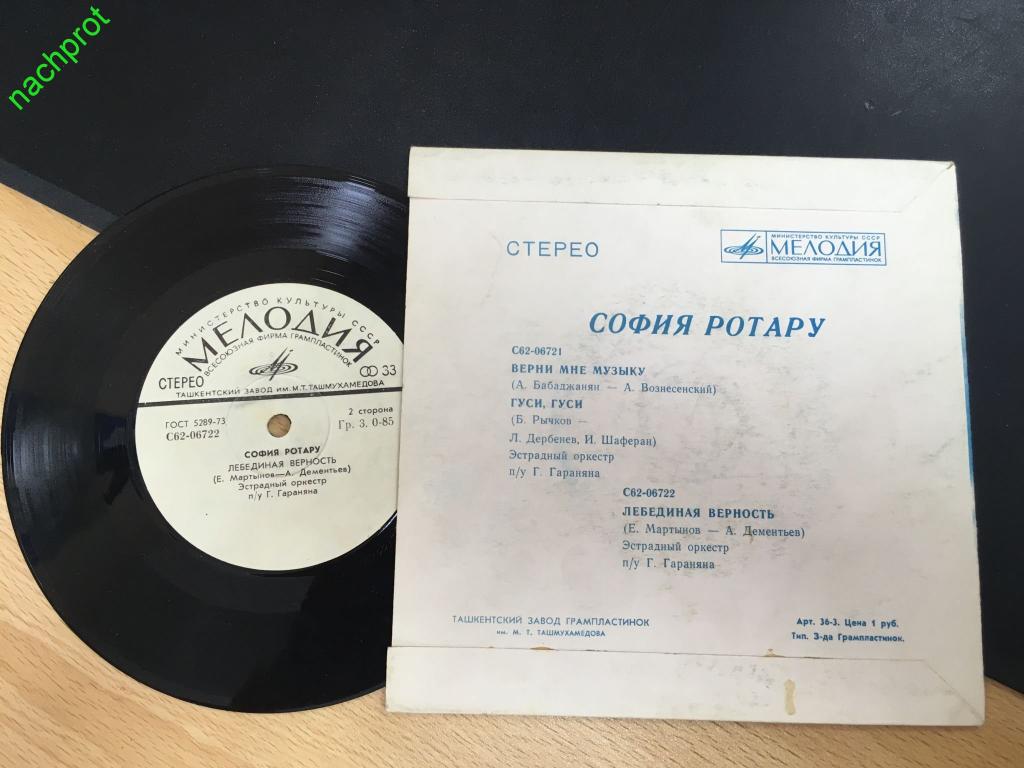 nachprot
МИНИСТЕРСТВО КУЛЬТУРЫ СССР
МЕЛОДИЯ
ВСЕСОЮЗНАЯ ФИРМА ГРАМПЛАСТИНОК
СТЕРЕО
33
ТАШКЕНТСКИЙ ЗАВОД ИМ. М.Т. ТАШМУХАМЕДОВА
ГОСТ 5289-73
С62-06722
2 сторона
Гр. 3. 0-85
СОФИЯ РОТАРУ
ЛЕБЕДИНАЯ ВЕРНОСТЬ
(Е. Мартынов—А. Дементьев)
Эстрадный оркестр
п/у Г. Гараняна
СТЕРЕО
МИНИСТЕРСТВО КУЛЬТУРЫ СССР
МЕЛОДИЯ
ВСЕСОЮЗНАЯ ФИРМА ГРАМПЛАСТИНОК
СОФИЯ РОТАРУ
С62-06721
ВЕРНИ МНЕ МУЗЫКУ
(А. Бабаджанян — А. Вознесенский)
ГУСИ, ГУСИ
(Б. Рычков —
Л. Дербенев, И. Шаферан)
Эстрадный оркестр
п/у Г. Гараняна
С62-06722
ЛЕБЕДИНАЯ ВЕРНОСТЬ
(Е. Мартынов — А. Дементьев)
Эстрадный оркестр
п/у Г. Гараняна
ТАШКЕНТСКИЙ ЗАВОД ГРАМПЛАСТИНОК
им. М. Т. ТАШМУХАМЕДОВА
Арт. 36-3. Цена 1 руб.
Тип. З-да Грампластинок.